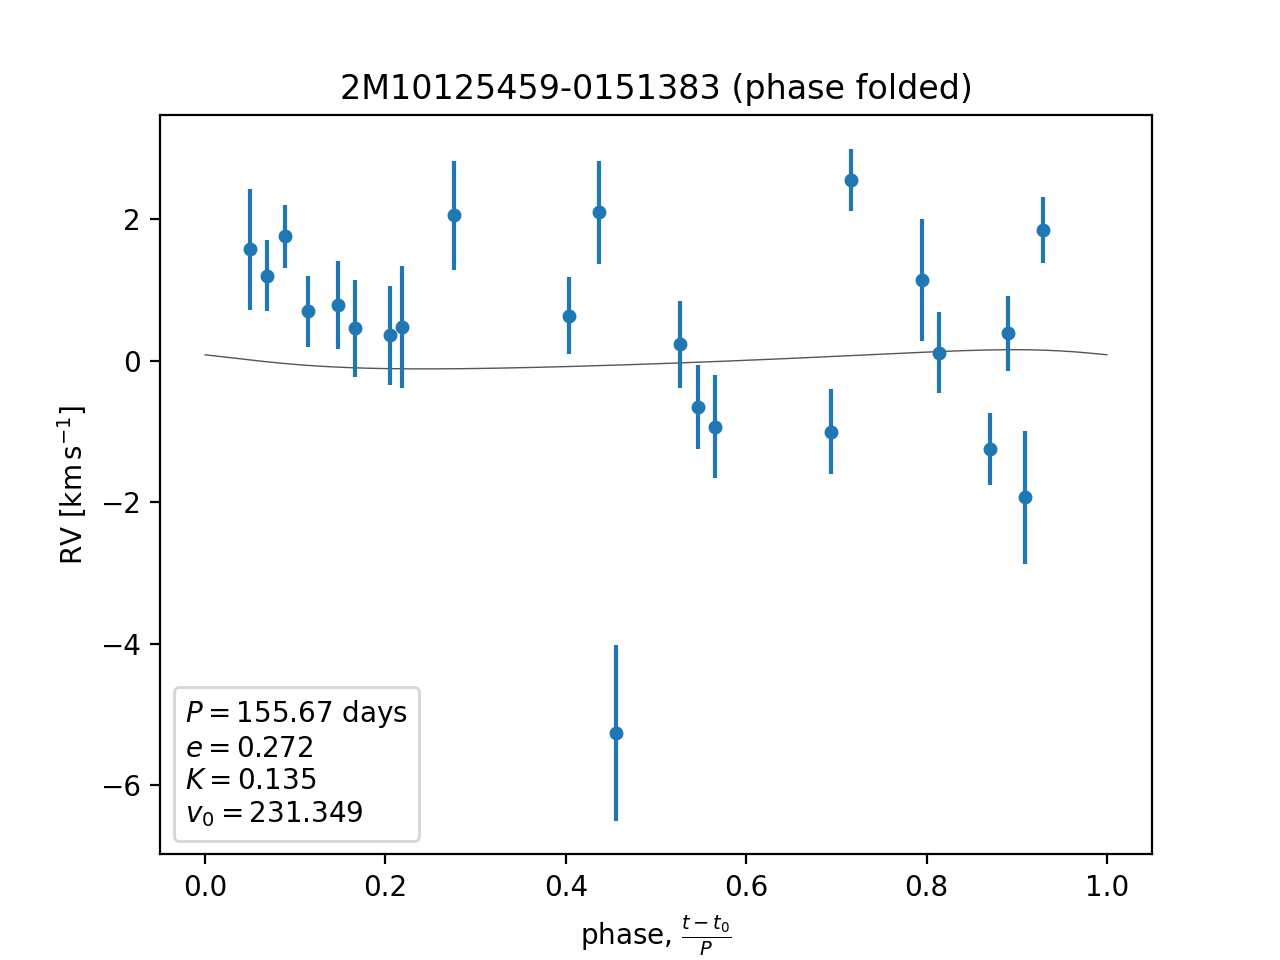 2M10125459-0151383 (phase folded)
RV [km s⁻¹]
2
0
−2
−4
−6
P = 155.67 days
e = 0.272
K = 0.135
v₀ = 231.349
0.0 0.2 0.4 0.6 0.8 1.0
phase, (t − t₀)/P